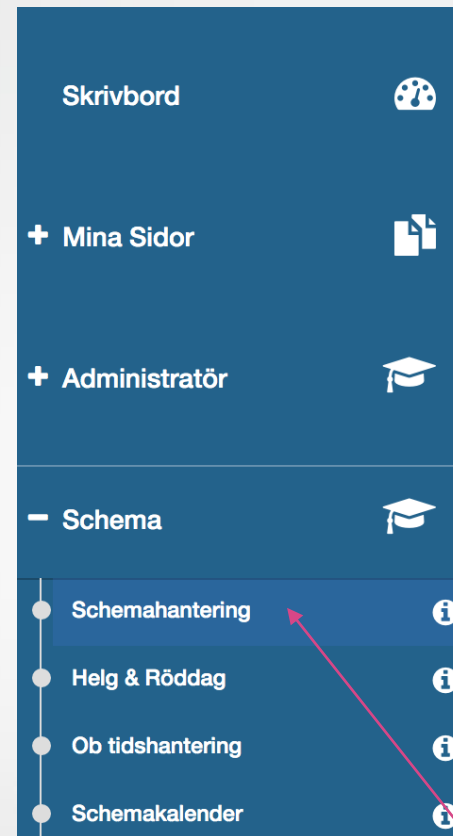 Skrivbord
+ Mina Sidor
+ Administratör
− Schema
Schemahantering
Helg & Röddag
Ob tidshantering
Schemakalender